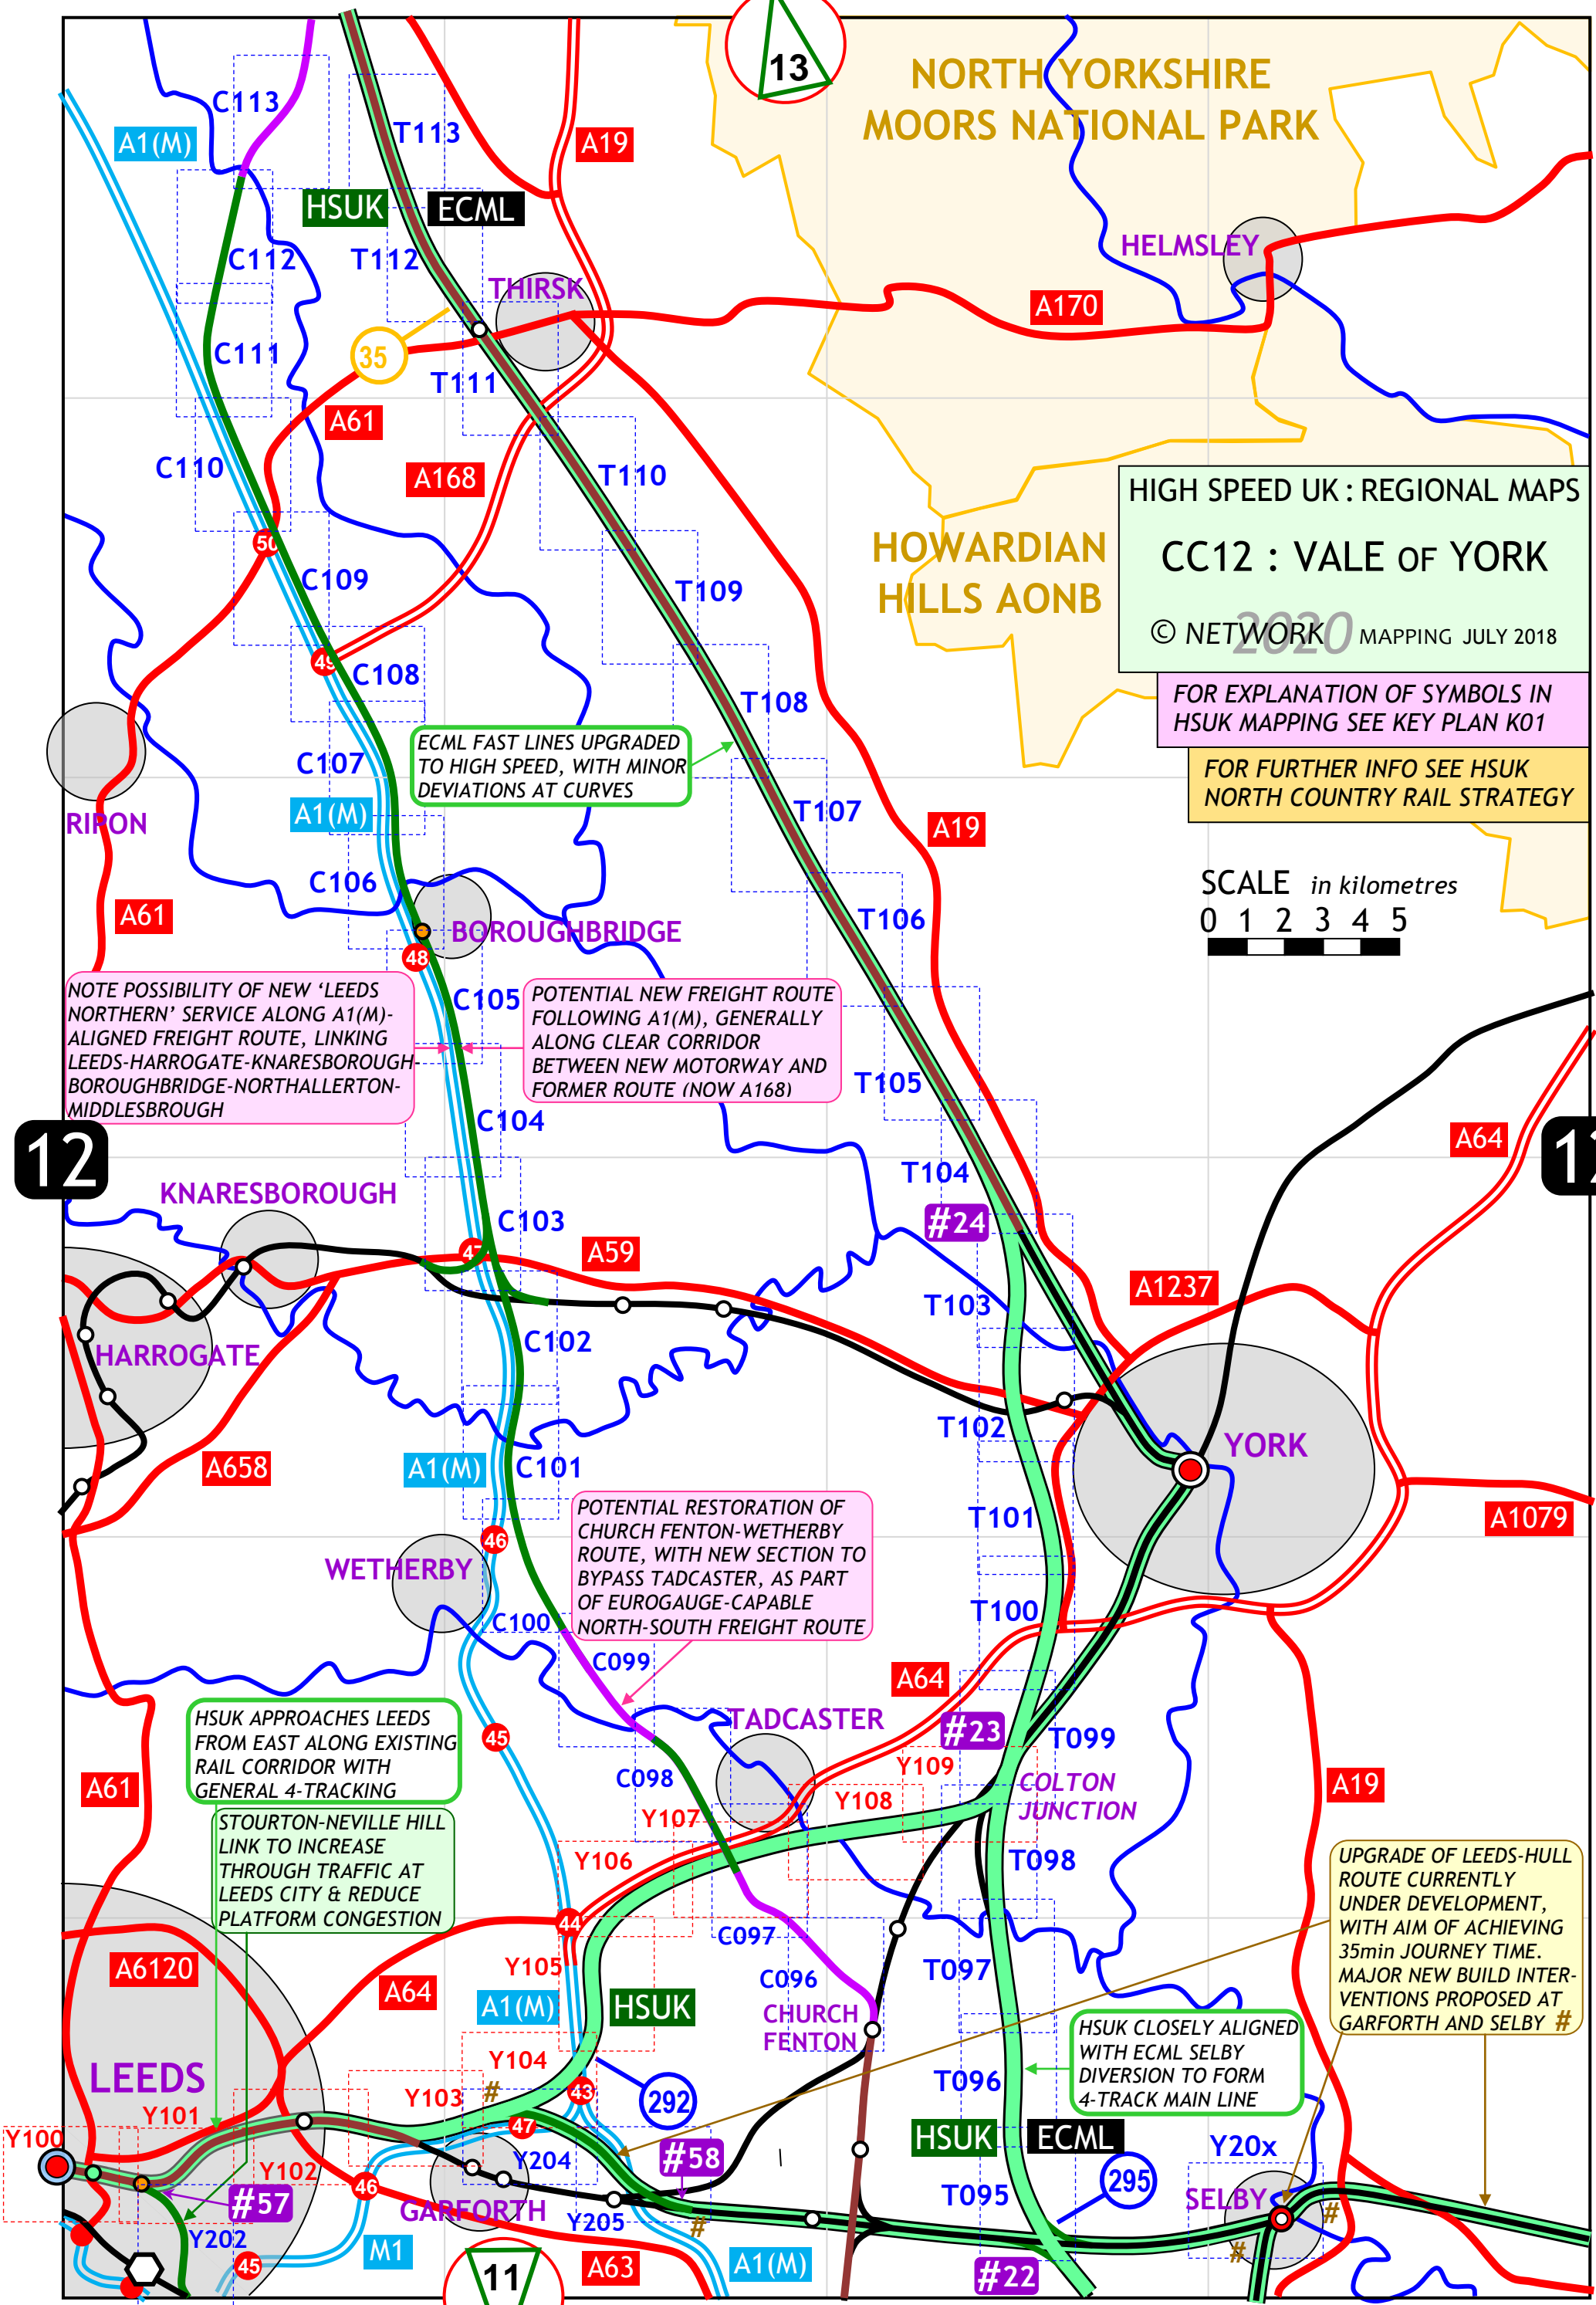 13
NORTH YORKSHIRE
MOORS NATIONAL PARK
C113
A1(M)
T113
A19
HSUK
ECML
HELMSLEY
C112
T112
THIRSK
A170
35
C111
T111
A61
C110
A168
T110
HIGH SPEED UK : REGIONAL MAPS
CC12 : VALE OF YORK
© NETWORK 2020 MAPPING JULY 2018
50
HOWARDIAN
HILLS AONB
C109
T109
49
C108
FOR EXPLANATION OF SYMBOLS IN
HSUK MAPPING SEE KEY PLAN K01
T108
ECML FAST LINES UPGRADED
TO HIGH SPEED, WITH MINOR
DEVIATIONS AT CURVES
C107
FOR FURTHER INFO SEE HSUK
NORTH COUNTRY RAIL STRATEGY
A1(M)
T107
RIPON
A19
C106
SCALE in kilometres
0 1 2 3 4 5
A61
T106
BOROUGHBRIDGE
48
NOTE POSSIBILITY OF NEW ‘LEEDS
NORTHERN’ SERVICE ALONG A1(M)-
ALIGNED FREIGHT ROUTE, LINKING
LEEDS-HARROGATE-KNARESBOROUGH-
BOROUGHBRIDGE-NORTHALLERTON-
MIDDLESBROUGH
C105
POTENTIAL NEW FREIGHT ROUTE
FOLLOWING A1(M), GENERALLY
ALONG CLEAR CORRIDOR
BETWEEN NEW MOTORWAY AND
FORMER ROUTE (NOW A168)
T105
C104
12
A64
12
T104
KNARESBOROUGH
C103
#24
47
A59
A1237
T103
C102
HARROGATE
T102
YORK
A658
A1(M)
C101
POTENTIAL RESTORATION OF
CHURCH FENTON-WETHERBY
ROUTE, WITH NEW SECTION TO
BYPASS TADCASTER, AS PART
OF EUROGAUGE-CAPABLE
NORTH-SOUTH FREIGHT ROUTE
T101
A1079
46
WETHERBY
T100
C100
C099
A64
HSUK APPROACHES LEEDS
FROM EAST ALONG EXISTING
RAIL CORRIDOR WITH
GENERAL 4-TRACKING
TADCASTER
#23
T099
45
Y109
A61
C098
COLTON
JUNCTION
A19
Y108
STOURTON-NEVILLE HILL
LINK TO INCREASE
THROUGH TRAFFIC AT
LEEDS CITY & REDUCE
PLATFORM CONGESTION
Y107
Y106
T098
UPGRADE OF LEEDS-HULL
ROUTE CURRENTLY
UNDER DEVELOPMENT,
WITH AIM OF ACHIEVING
35min JOURNEY TIME.
MAJOR NEW BUILD INTER-
VENTIONS PROPOSED AT
GARFORTH AND SELBY #
44
C097
A6120
Y105
T097
A64
C096
A1(M)
HSUK
CHURCH
FENTON
HSUK CLOSELY ALIGNED
WITH ECML SELBY
DIVERSION TO FORM
4-TRACK MAIN LINE
Y104
LEEDS
T096
Y103
#
43
292
Y101
47
HSUK
ECML
Y100
Y20x
#58
Y204
Y102
46
295
#57
T095
SELBY
GARFORTH
Y205
#
#
Y202
#
M1
45
A63
A1(M)
11
#22